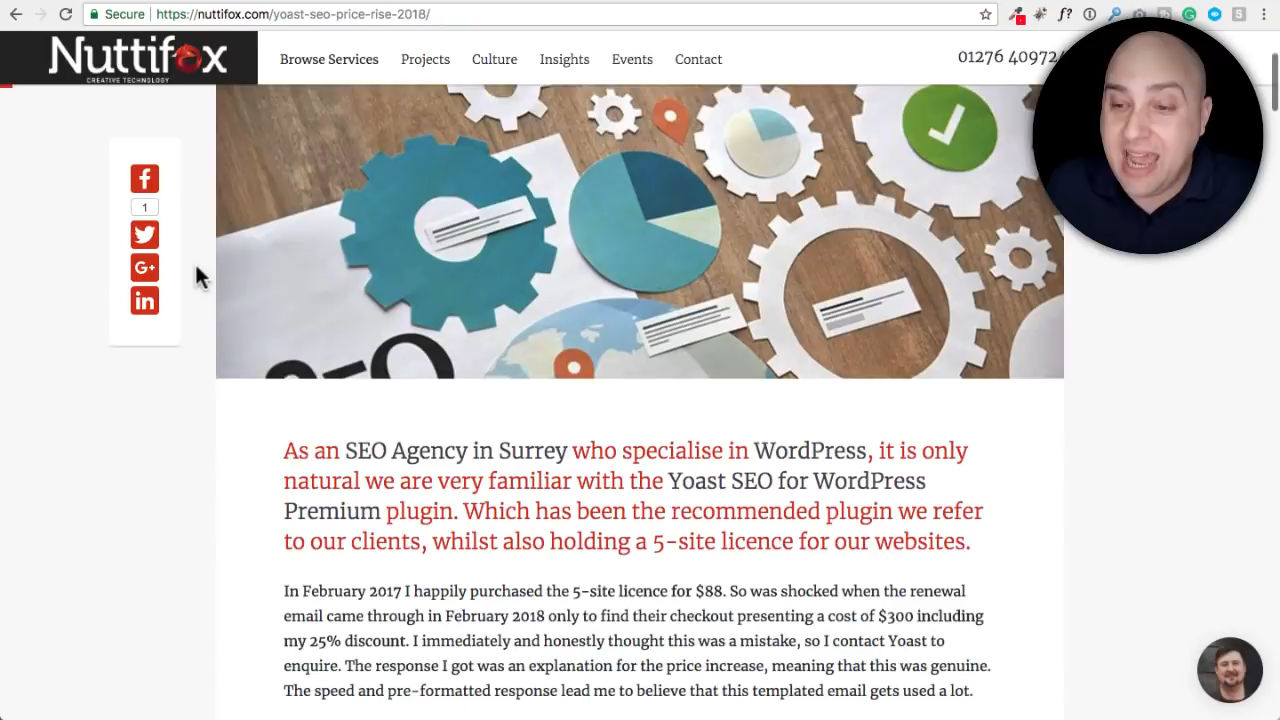 Secure | https://nuttifox.com/yoast-seo-price-rise-2018/
Nuttifox
CREATIVE TECHNOLOGY
Browse Services Projects Culture Insights Events Contact
01276 40972
1
SEO
As an SEO Agency in Surrey who specialise in WordPress, it is only
natural we are very familiar with the Yoast SEO for WordPress
Premium plugin. Which has been the recommended plugin we refer
to our clients, whilst also holding a 5-site licence for our websites.
In February 2017 I happily purchased the 5-site licence for $88. So was shocked when the renewal
email came through in February 2018 only to find their checkout presenting a cost of $300 including
my 25% discount. I immediately and honestly thought this was a mistake, so I contact Yoast to
enquire. The response I got was an explanation for the price increase, meaning that this was genuine.
The speed and pre-formatted response lead me to believe that this templated email gets used a lot.